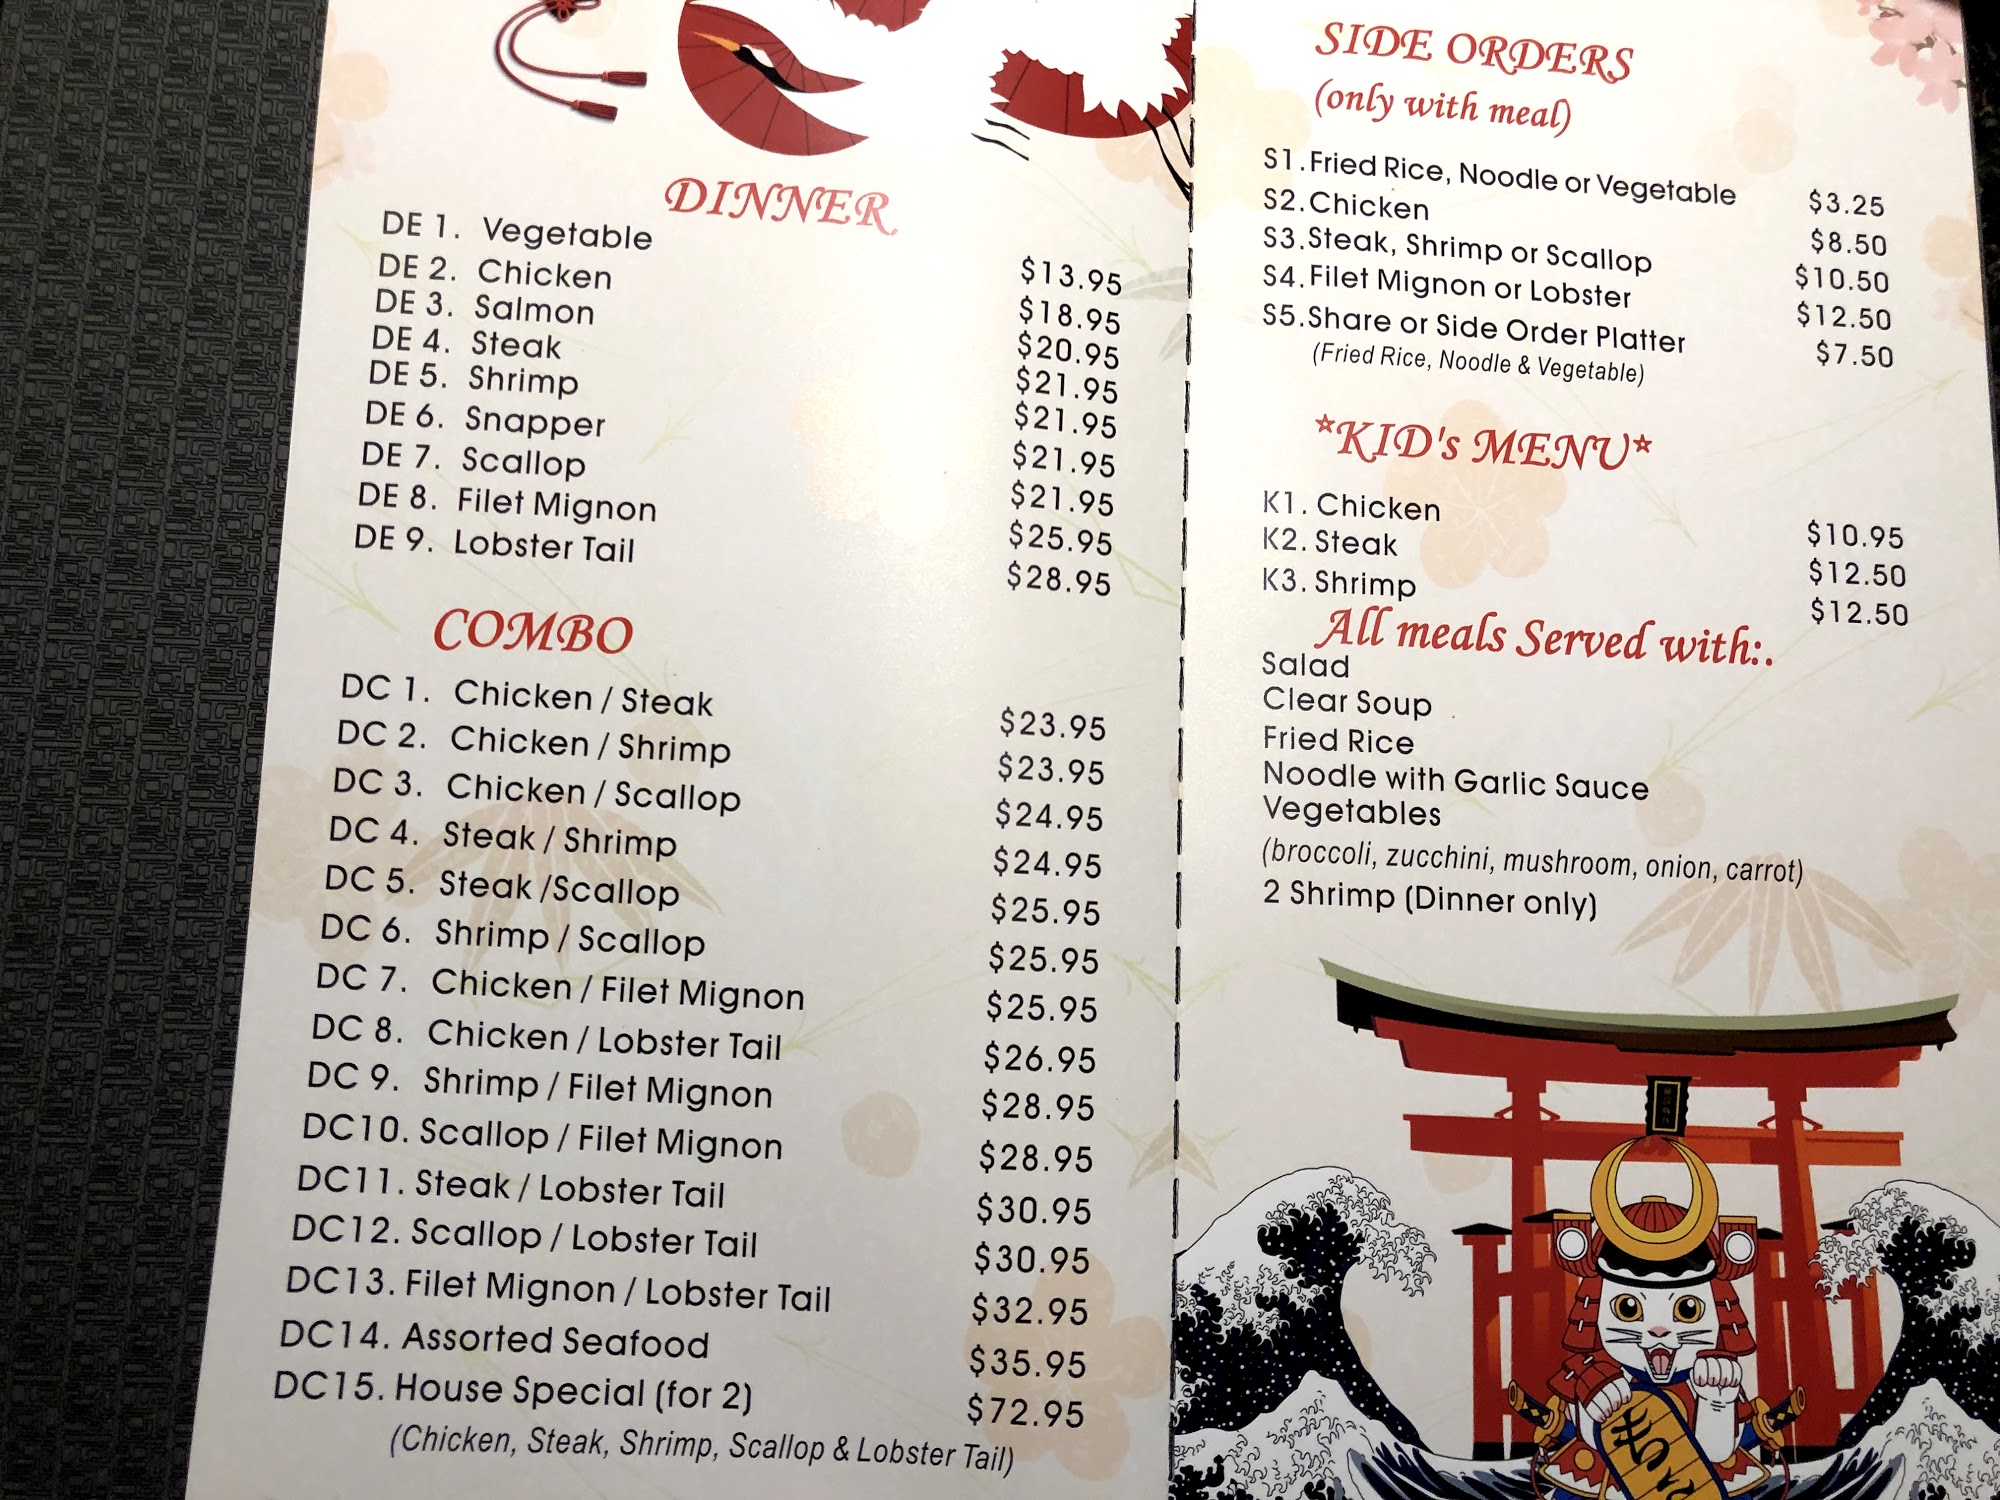 DINNER
DE 1. Vegetable $13.95
DE 2. Chicken $18.95
DE 3. Salmon $20.95
DE 4. Steak $21.95
DE 5. Shrimp $21.95
DE 6. Snapper $21.95
DE 7. Scallop $21.95
DE 8. Filet Mignon $25.95
DE 9. Lobster Tail $28.95
COMBO
DC 1. Chicken / Steak $23.95
DC 2. Chicken / Shrimp $23.95
DC 3. Chicken / Scallop $24.95
DC 4. Steak / Shrimp $24.95
DC 5. Steak /Scallop $25.95
DC 6. Shrimp / Scallop $25.95
DC 7. Chicken / Filet Mignon $25.95
DC 8. Chicken / Lobster Tail $26.95
DC 9. Shrimp / Filet Mignon $28.95
DC10. Scallop / Filet Mignon $28.95
DC11. Steak / Lobster Tail $30.95
DC12. Scallop / Lobster Tail $30.95
DC13. Filet Mignon / Lobster Tail $32.95
DC14. Assorted Seafood $35.95
DC15. House Special (for 2) $72.95
(Chicken, Steak, Shrimp, Scallop & Lobster Tail)
SIDE ORDERS
(only with meal)
S1. Fried Rice, Noodle or Vegetable $3.25
S2. Chicken $8.50
S3. Steak, Shrimp or Scallop $10.50
S4. Filet Mignon or Lobster $12.50
S5. Share or Side Order Platter $7.50
(Fried Rice, Noodle & Vegetable)
*KID's MENU*
K1. Chicken $10.95
K2. Steak $12.50
K3. Shrimp $12.50
All meals Served with:.
Salad
Clear Soup
Fried Rice
Noodle with Garlic Sauce
Vegetables
(broccoli, zucchini, mushroom, onion, carrot)
2 Shrimp (Dinner only)